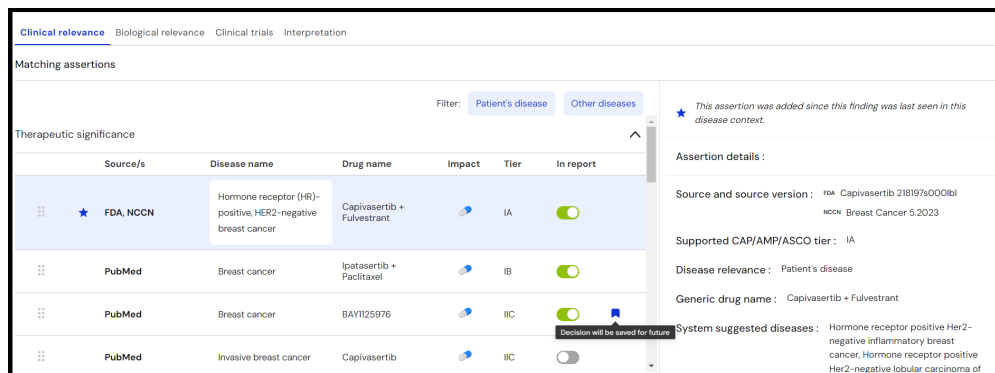 Clinical relevance Biological relevance Clinical trials Interpretation
Matching assertions
Filter: Patient's disease Other diseases
Therapeutic significance
Source/s Disease name Drug name Impact Tier In report
FDA, NCCN
Hormone receptor (HR)-
positive, HER2-negative
breast cancer
Capivasertib +
Fulvestrant
IA
PubMed
Breast cancer
Ipatasertib +
Paclitaxel
IB
PubMed Breast cancer BAY1125976 IIC
Decision will be saved for future
PubMed Invasive breast cancer Capivasertib IIC
This assertion was added since this finding was last seen in this
disease context.
Assertion details :
Source and source version : FDA Capivasertib 218197s000lbl
NCCN Breast Cancer 5.2023
Supported CAP/AMP/ASCO tier : IA
Disease relevance : Patient's disease
Generic drug name : Capivasertib + Fulvestrant
System suggested diseases : Hormone receptor positive Her2-
negative inflammatory breast
cancer, Hormone receptor positive
Her2-negative lobular carcinoma of